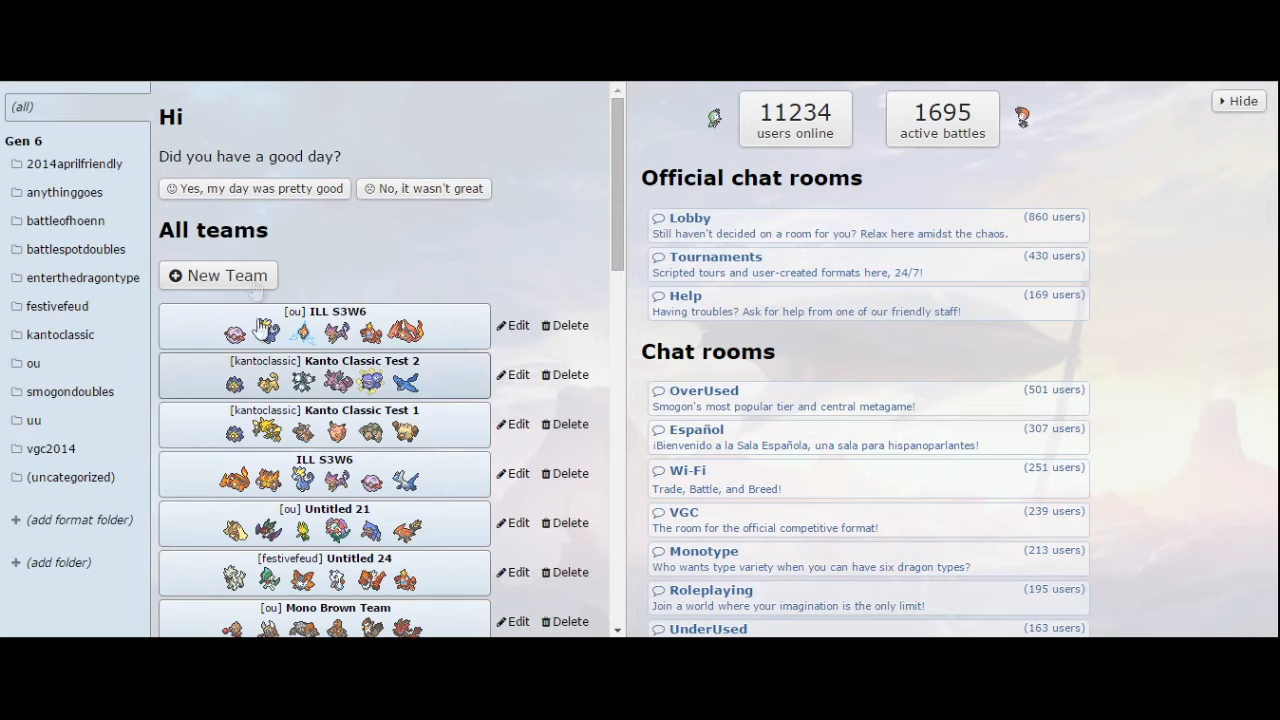 (all)
Gen 6
2014aprilfriendly
anythinggoes
battleofhoenn
battlespotdoubles
enterthedragontype
festivefeud
kantoclassic
ou
smogondoubles
uu
vgc2014
(uncategorized)
(add format folder)
(add folder)
Hi
Did you have a good day?
Yes, my day was pretty good
No, it wasn't great
All teams
New Team
[ou] ILL S3W6
Edit Delete
[kantoclassic] Kanto Classic Test 2
Edit Delete
[kantoclassic] Kanto Classic Test 1
Edit Delete
ILL S3W6
Edit Delete
[ou] Untitled 21
Edit Delete
[festivefeud] Untitled 24
Edit Delete
[ou] Mono Brown Team
Edit Delete
11234
users online
1695
active battles
Hide
Official chat rooms
Lobby (860 users)
Still haven't decided on a room for you? Relax here amidst the chaos.
Tournaments (430 users)
Scripted tours and user-created formats here, 24/7!
Help (169 users)
Having troubles? Ask for help from one of our friendly staff!
Chat rooms
OverUsed (501 users)
Smogon's most popular tier and central metagame!
Español (307 users)
¡Bienvenido a la Sala Española, una sala para hispanoparlantes!
Wi-Fi (251 users)
Trade, Battle, and Breed!
VGC (239 users)
The room for the official competitive format!
Monotype (213 users)
Who wants type variety when you can have six dragon types?
Roleplaying (195 users)
Join a world where your imagination is the only limit!
UnderUsed (163 users)